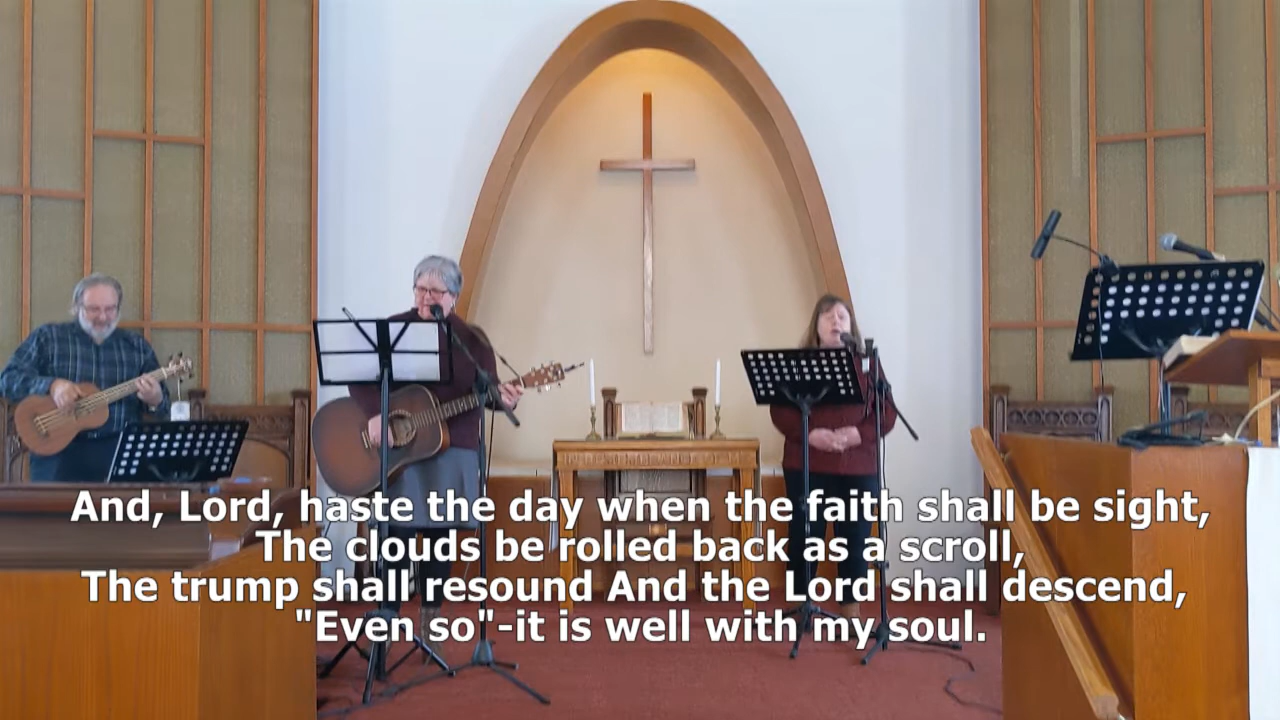 And, Lord, haste the day when the faith shall be sight,
The clouds be rolled back as a scroll,
The trump shall resound And the Lord shall descend,
"Even so"-it is well with my soul.